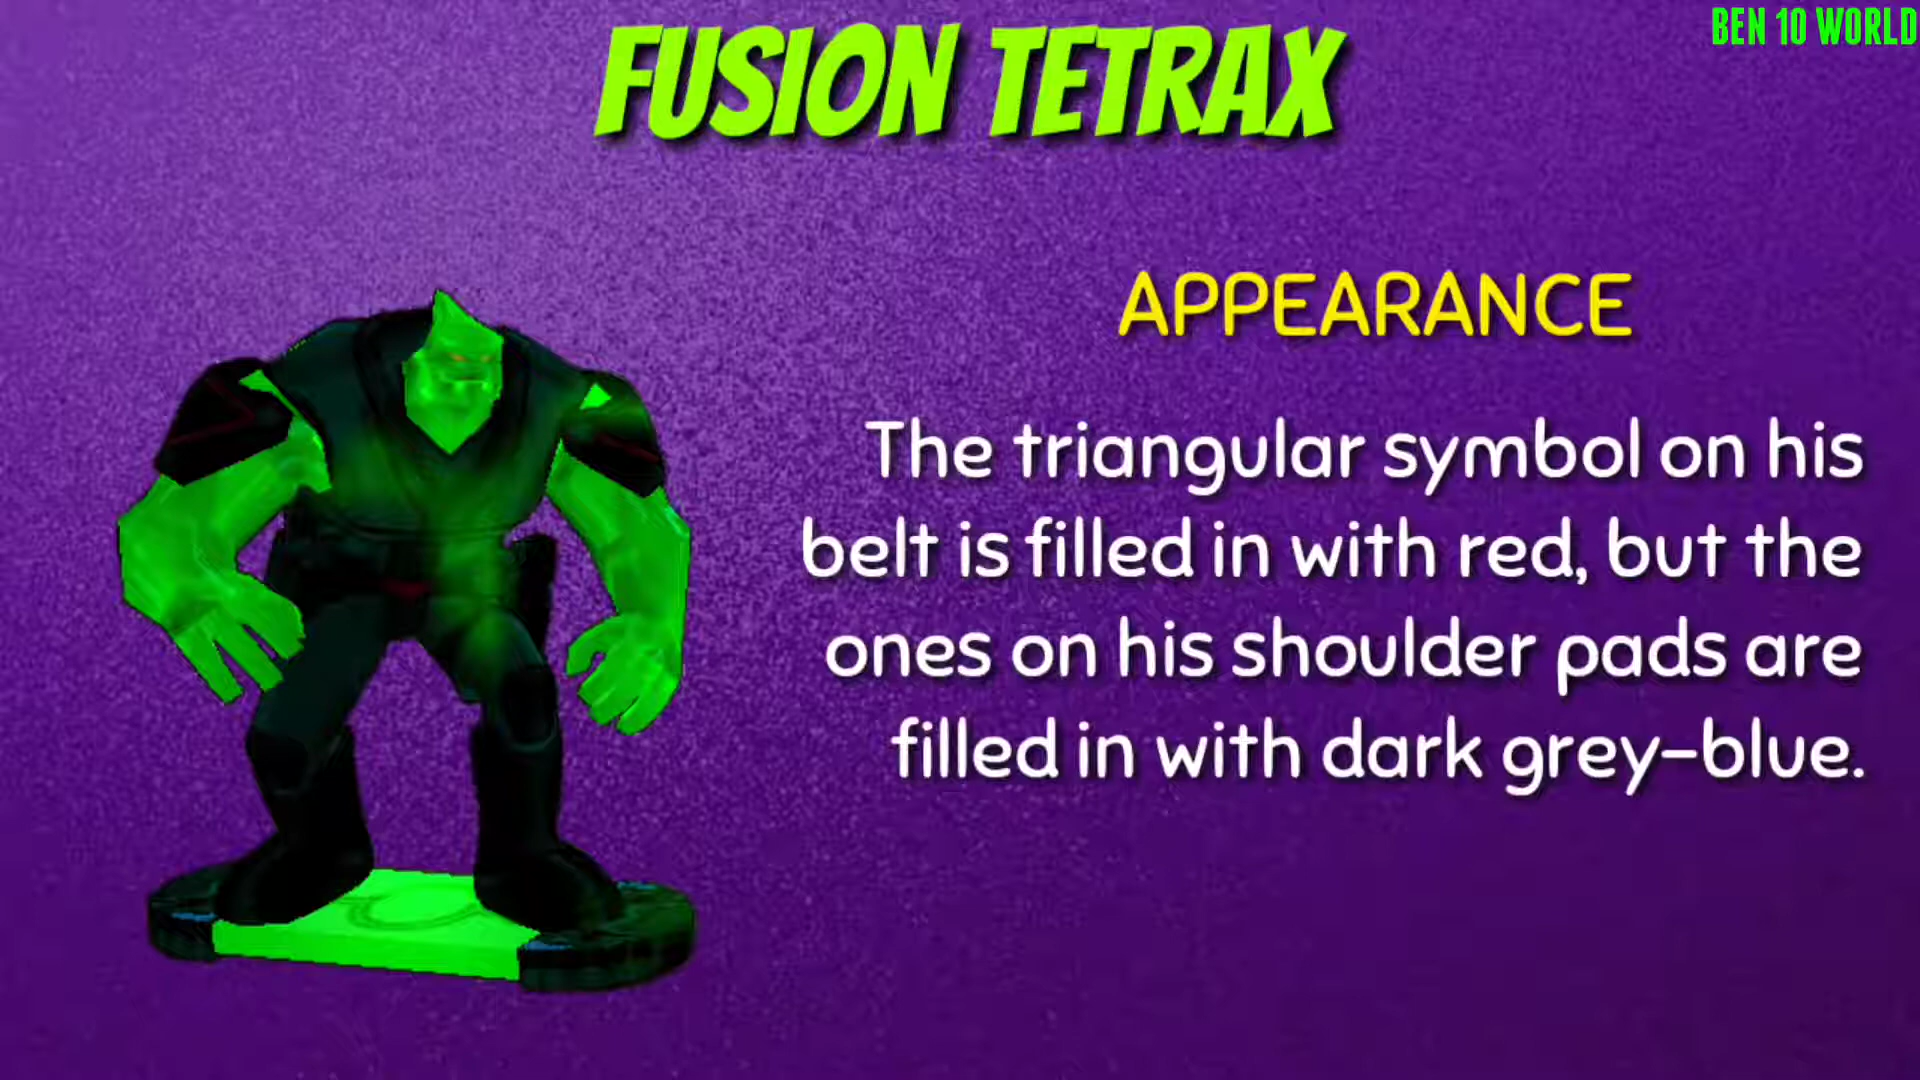 FUSION TETRAX
BEN 10 WORLD
APPEARANCE
The triangular symbol on his
belt is filled in with red, but the
ones on his shoulder pads are
filled in with dark grey-blue.